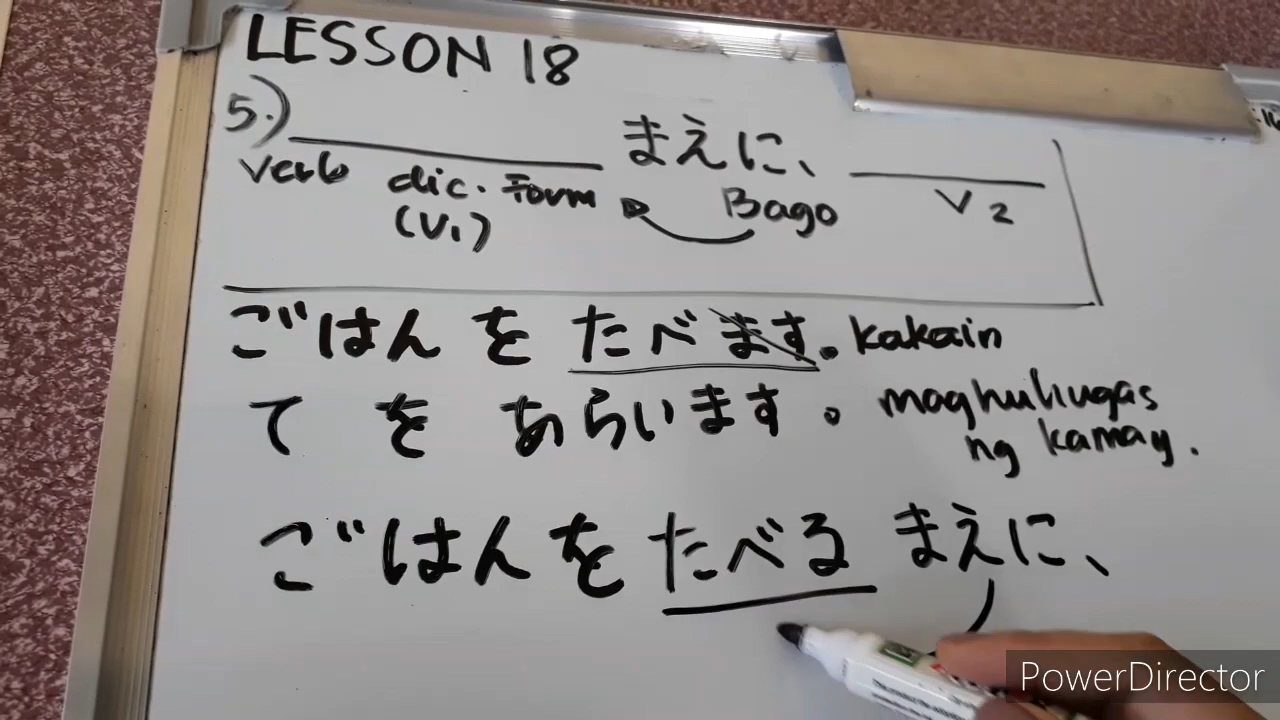 LESSON 18
5.) ______ まえに、 ______
verb dic. Form Bago V2
(V1)
ごはん を たべます。 kakain
て を あらいます。 maghuhugas
ng kamay.
ごはんを たべる まえに、
PowerDirector